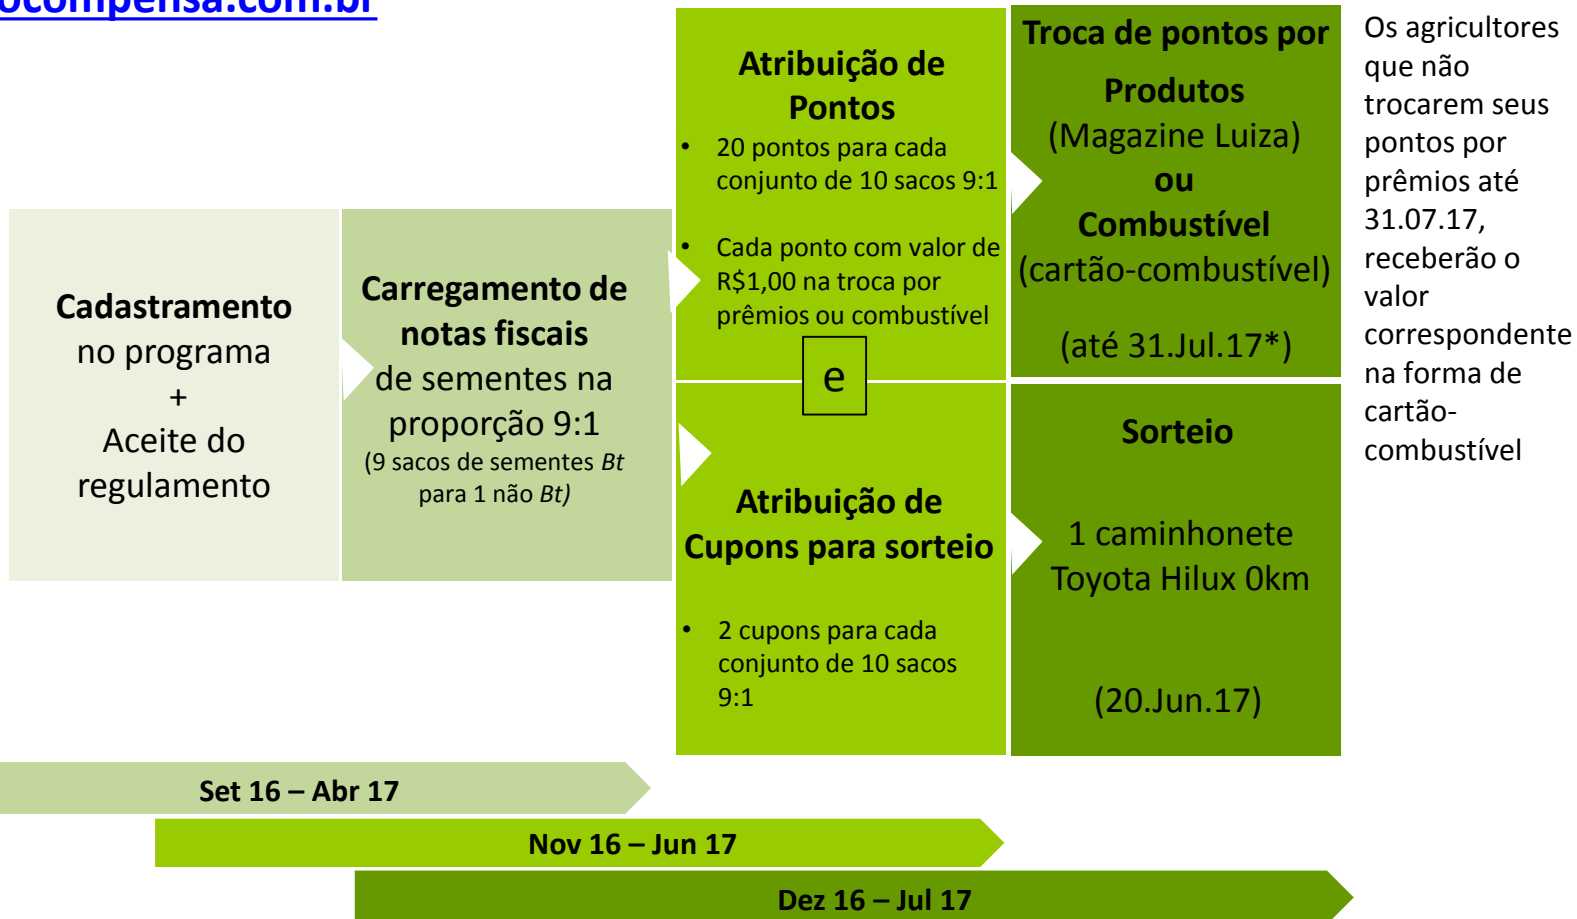 ocompensa.com.br
Cadastramento
no programa
+
Aceite do
regulamento
Carregamento de
notas fiscais
de sementes na
proporção 9:1
(9 sacos de sementes Bt
para 1 não Bt)
Atribuição de
Pontos
• 20 pontos para cada
conjunto de 10 sacos 9:1
• Cada ponto com valor de
R$1,00 na troca por
prêmios ou combustível
e
Atribuição de
Cupons para sorteio
• 2 cupons para cada
conjunto de 10 sacos
9:1
Troca de pontos por
Produtos
(Magazine Luiza)
ou
Combustível
(cartão-combustível)
(até 31.Jul.17*)
Sorteio
1 caminhonete
Toyota Hilux 0km
(20.Jun.17)
Os agricultores
que não
trocarem seus
pontos por
prêmios até
31.07.17,
receberão o
valor
correspondente
na forma de
cartão-
combustível
Set 16 – Abr 17
Nov 16 – Jun 17
Dez 16 – Jul 17